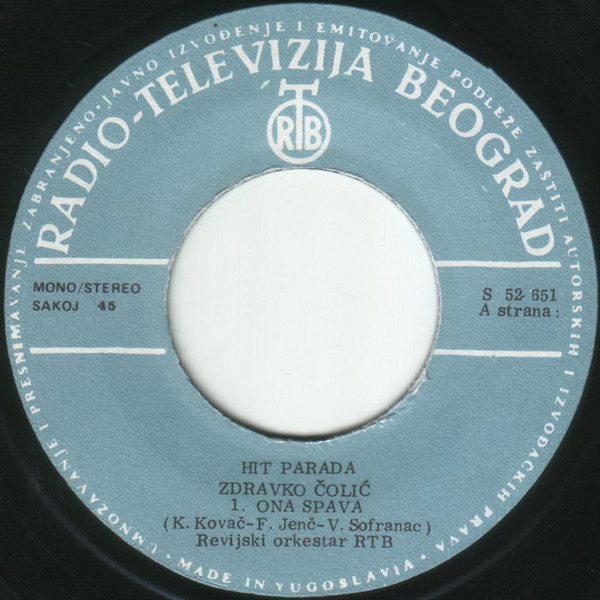 UMNOŽAVANJE I PRESNIMAVANJE ZABRANJENO·JAVNO IZVOĐENJE I EMITOVANJE PODLEŽE ZAŠTITI AUTORSKIH I IZVOĐAČKIH PRAVA·
RADIO-TELEVIZIJA BEOGRAD
RTB
MONO/STEREO
SAKOJ 45
S 52 651
A strana:
HIT PARADA
ZDRAVKO ČOLIĆ
1. ONA SPAVA
(K. Kovač-F. Jenč-V. Sofranac)
Revijski orkestar RTB
·MADE IN YUGOSLAVIA·